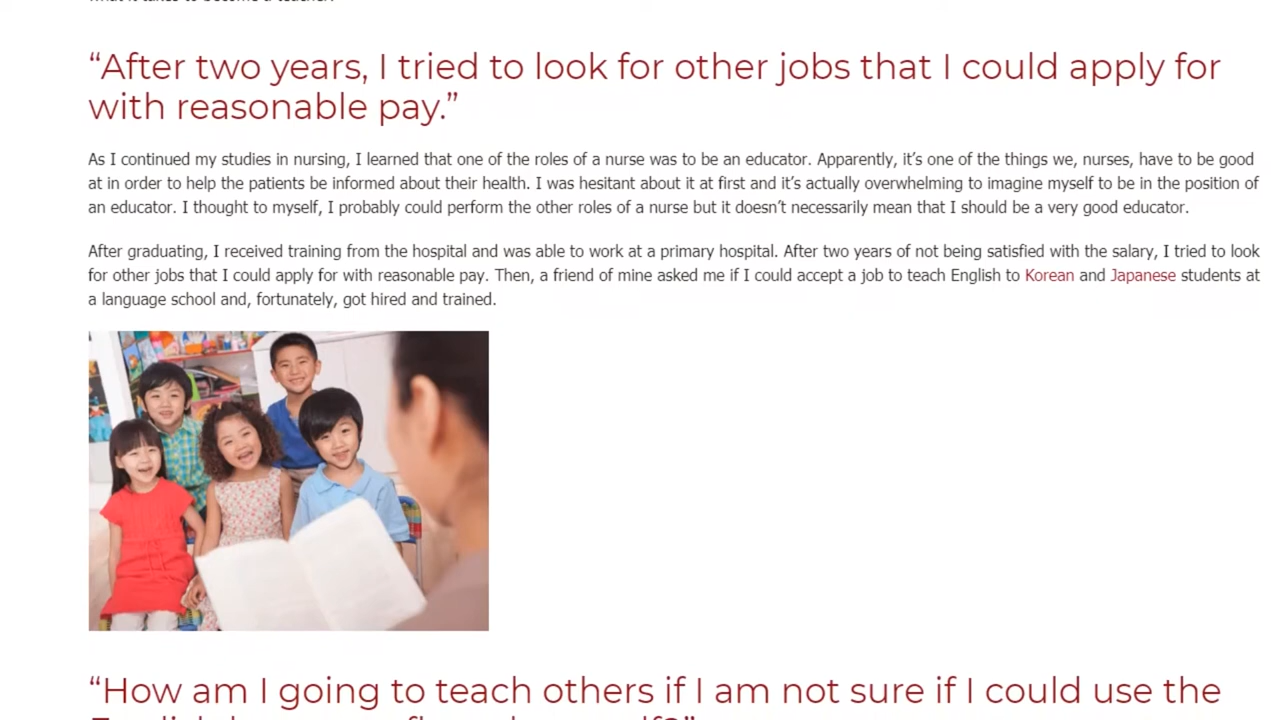 “After two years, I tried to look for other jobs that I could apply for
with reasonable pay.”
As I continued my studies in nursing, I learned that one of the roles of a nurse was to be an educator. Apparently, it’s one of the things we, nurses, have to be good
at in order to help the patients be informed about their health. I was hesitant about it at first and it’s actually overwhelming to imagine myself to be in the position of
an educator. I thought to myself, I probably could perform the other roles of a nurse but it doesn’t necessarily mean that I should be a very good educator.
After graduating, I received training from the hospital and was able to work at a primary hospital. After two years of not being satisfied with the salary, I tried to look
for other jobs that I could apply for with reasonable pay. Then, a friend of mine asked me if I could accept a job to teach English to Korean and Japanese students at
a language school and, fortunately, got hired and trained.
“How am I going to teach others if I am not sure if I could use the